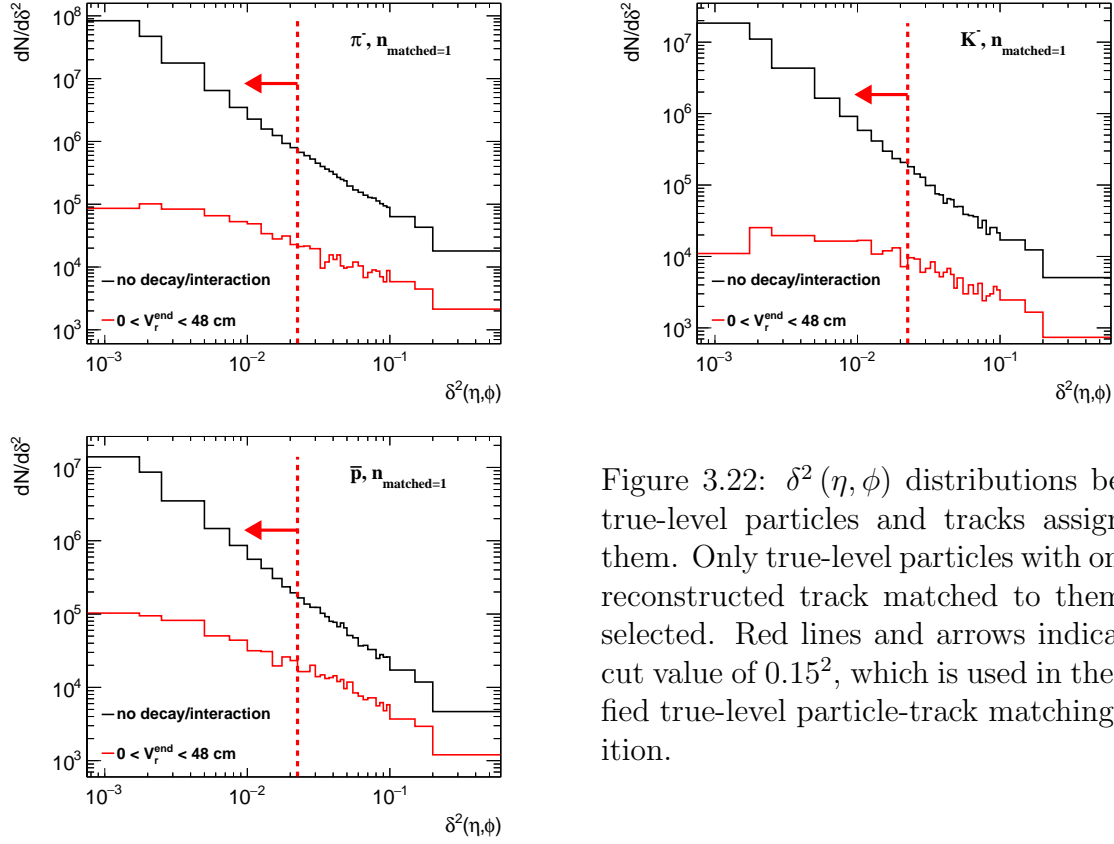 dN/dδ²
10⁸
10⁷
10⁶
10⁵
10⁴
10³
π⁻, n matched=1
no decay/interaction
0 < V_r^end < 48 cm
10⁻³ 10⁻² 10⁻¹
δ²(η,ϕ)
dN/dδ²
10⁷
10⁶
10⁵
10⁴
10³
K⁻, n matched=1
no decay/interaction
0 < V_r^end < 48 cm
10⁻³ 10⁻² 10⁻¹
δ²(η,ϕ)
dN/dδ²
10⁷
10⁶
10⁵
10⁴
10³
p̅, n matched=1
no decay/interaction
0 < V_r^end < 48 cm
10⁻³ 10⁻² 10⁻¹
δ²(η,ϕ)
Figure 3.22: δ² (η, ϕ) distributions be
true-level particles and tracks assign
them. Only true-level particles with on
reconstructed track matched to them
selected. Red lines and arrows indica
cut value of 0.15², which is used in the
fied true-level particle-track matching
ition.